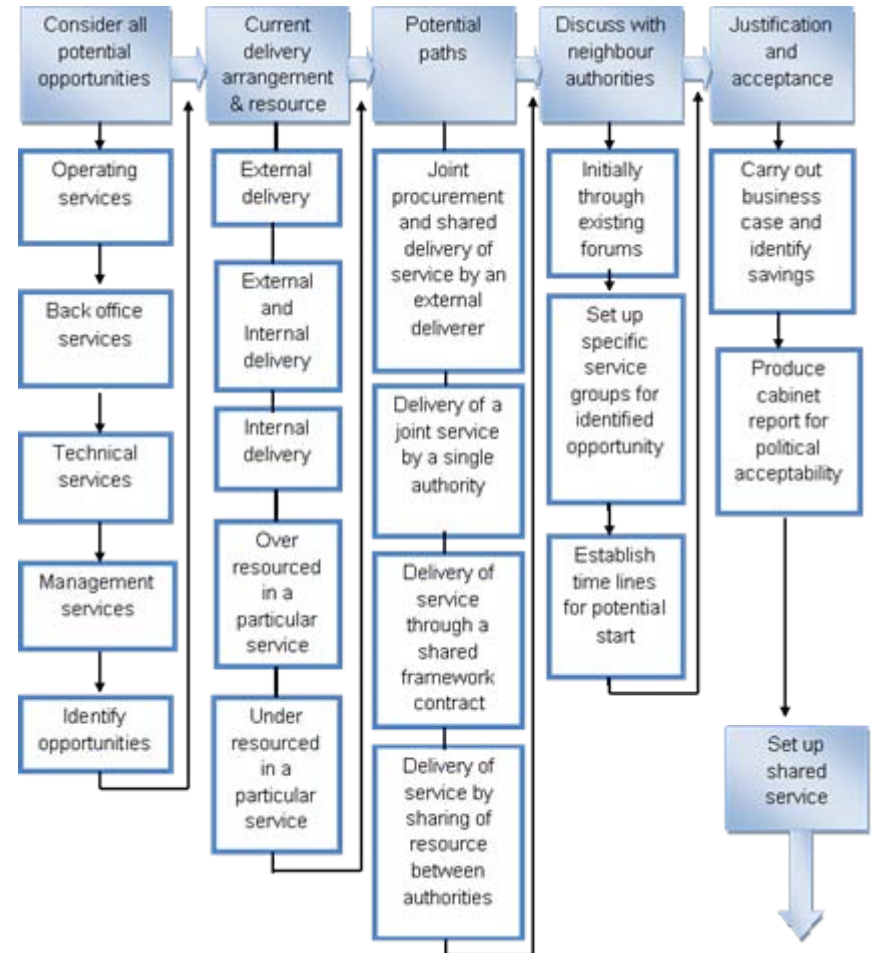 Consider all
potential
opportunities
Operating
services
Back office
services
Technical
services
Management
services
Identify
opportunities
Current
delivery
arrangement
& resource
External
delivery
External
and
Internal
delivery
Internal
delivery
Over
resourced
in a
particular
service
Under
resourced
in a
particular
service
Potential
paths
Joint
procurement
and shared
delivery of
service by an
external
deliverer
Delivery of a
joint service
by a single
authority
Delivery of
service
through a
shared
framework
contract
Delivery of
service by
sharing of
resource
between
authorities
Discuss with
neighbour
authorities
Initially
through
existing
forums
Set up
specific
service
groups for
identified
opportunity
Establish
time lines
for potential
start
Justification
and
acceptance
Carry out
business
case and
identify
savings
Produce
cabinet
report for
political
acceptability
Set up
shared
service